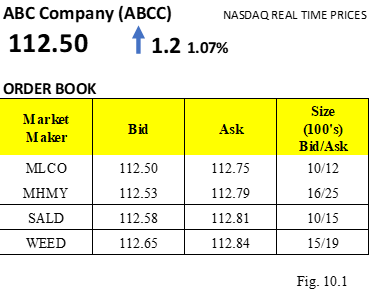 ABC Company (ABCC) NASDAQ REAL TIME PRICES
112.50 1.2 1.07%
ORDER BOOK
Market Maker Bid Ask Size (100's) Bid/Ask
MLCO 112.50 112.75 10/12
MHMY 112.53 112.79 16/25
SALD 112.58 112.81 10/15
WEED 112.65 112.84 15/19
Fig. 10.1